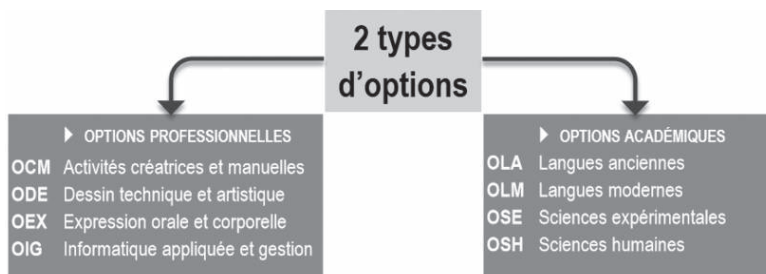 2 types
d'options
OPTIONS PROFESSIONNELLES
OCM Activités créatrices et manuelles
ODE Dessin technique et artistique
OEX Expression orale et corporelle
OIG Informatique appliquée et gestion
OPTIONS ACADÉMIQUES
OLA Langues anciennes
OLM Langues modernes
OSE Sciences expérimentales
OSH Sciences humaines